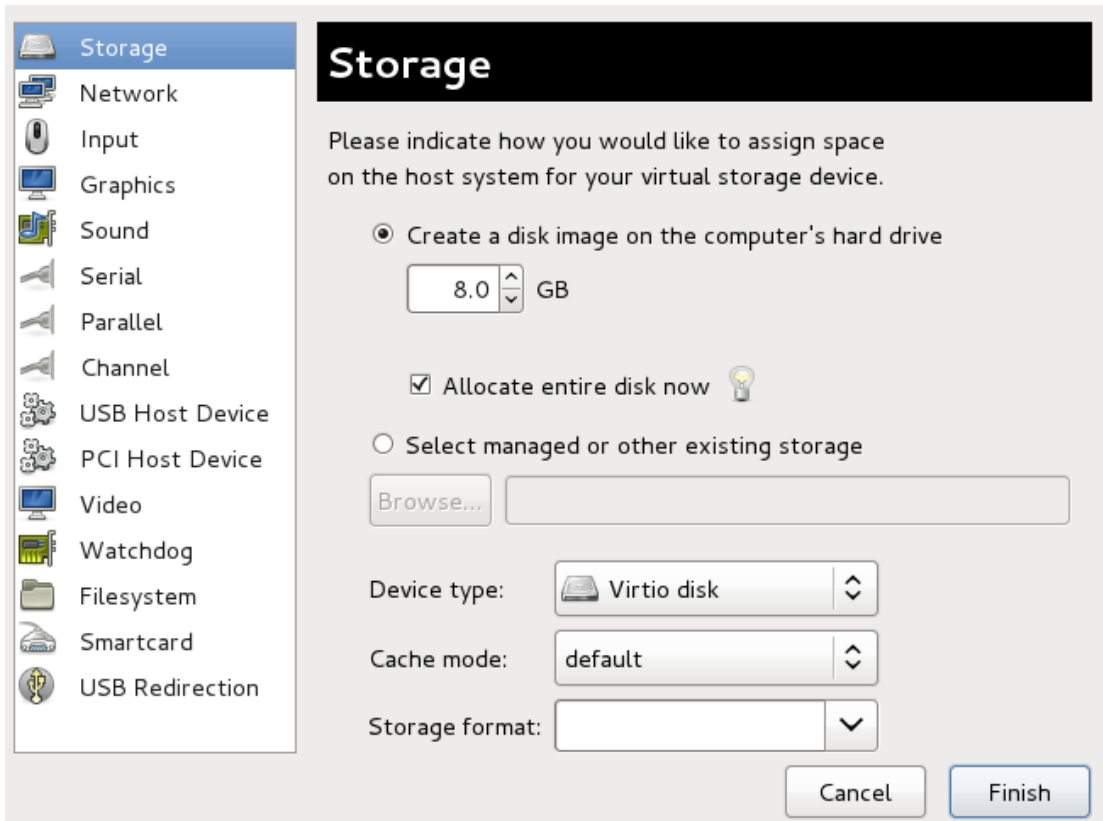 Storage
Network
Input
Graphics
Sound
Serial
Parallel
Channel
USB Host Device
PCI Host Device
Video
Watchdog
Filesystem
Smartcard
USB Redirection
Storage
Please indicate how you would like to assign space
on the host system for your virtual storage device.
Create a disk image on the computer's hard drive
8.0 GB
Allocate entire disk now
Select managed or other existing storage
Browse...
Device type: Virtio disk
Cache mode: default
Storage format:
Cancel Finish